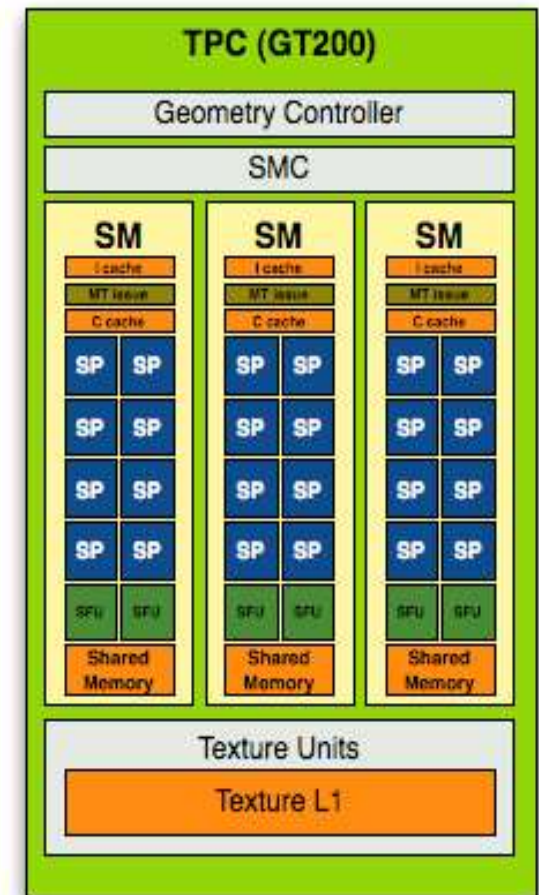 TPC (GT200)
Geometry Controller
SMC
SM SM SM
I cache I cache I cache
MT issue MT issue MT issue
C cache C cache C cache
SP SP SP SP SP SP
SP SP SP SP SP SP
SP SP SP SP SP SP
SP SP SP SP SP SP
SFU SFU SFU SFU SFU SFU
Shared Shared Shared
Memory Memory Memory
Texture Units
Texture L1